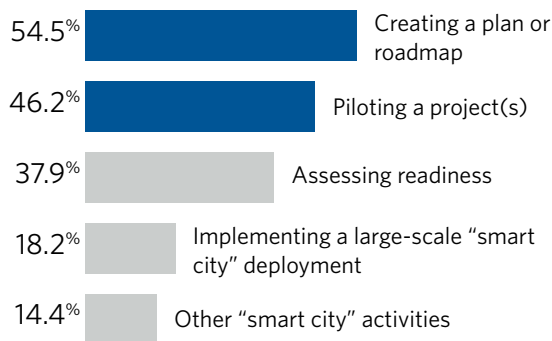 54.5%
Creating a plan or
roadmap
46.2%
Piloting a project(s)
37.9%
Assessing readiness
18.2%
Implementing a large-scale “smart
city” deployment
14.4%
Other “smart city” activities